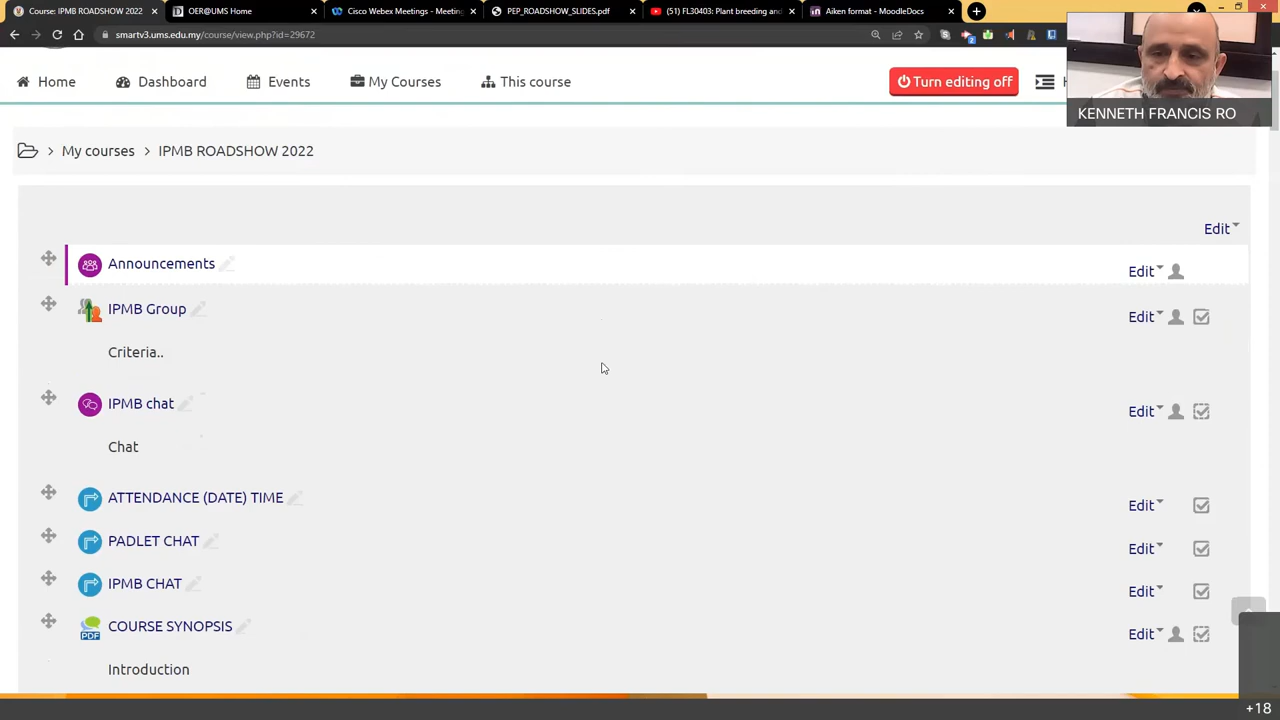 Course: IPMB ROADSHOW 2022
OER@UMS Home
Cisco Webex Meetings - Meeting
PEP_ROADSHOW_SLIDES.pdf
(51) FL30403: Plant breeding and
Aiken format - MoodleDocs
smartv3.ums.edu.my/course/view.php?id=29672
2
Home
Dashboard
Events
My Courses
This course
Turn editing off
KENNETH FRANCIS RO
My courses > IPMB ROADSHOW 2022
Edit
Announcements
Edit
IPMB Group
Edit
Criteria..
IPMB chat
Edit
Chat
ATTENDANCE (DATE) TIME
Edit
PADLET CHAT
Edit
IPMB CHAT
Edit
COURSE SYNOPSIS
Edit
PDF
Introduction
+18